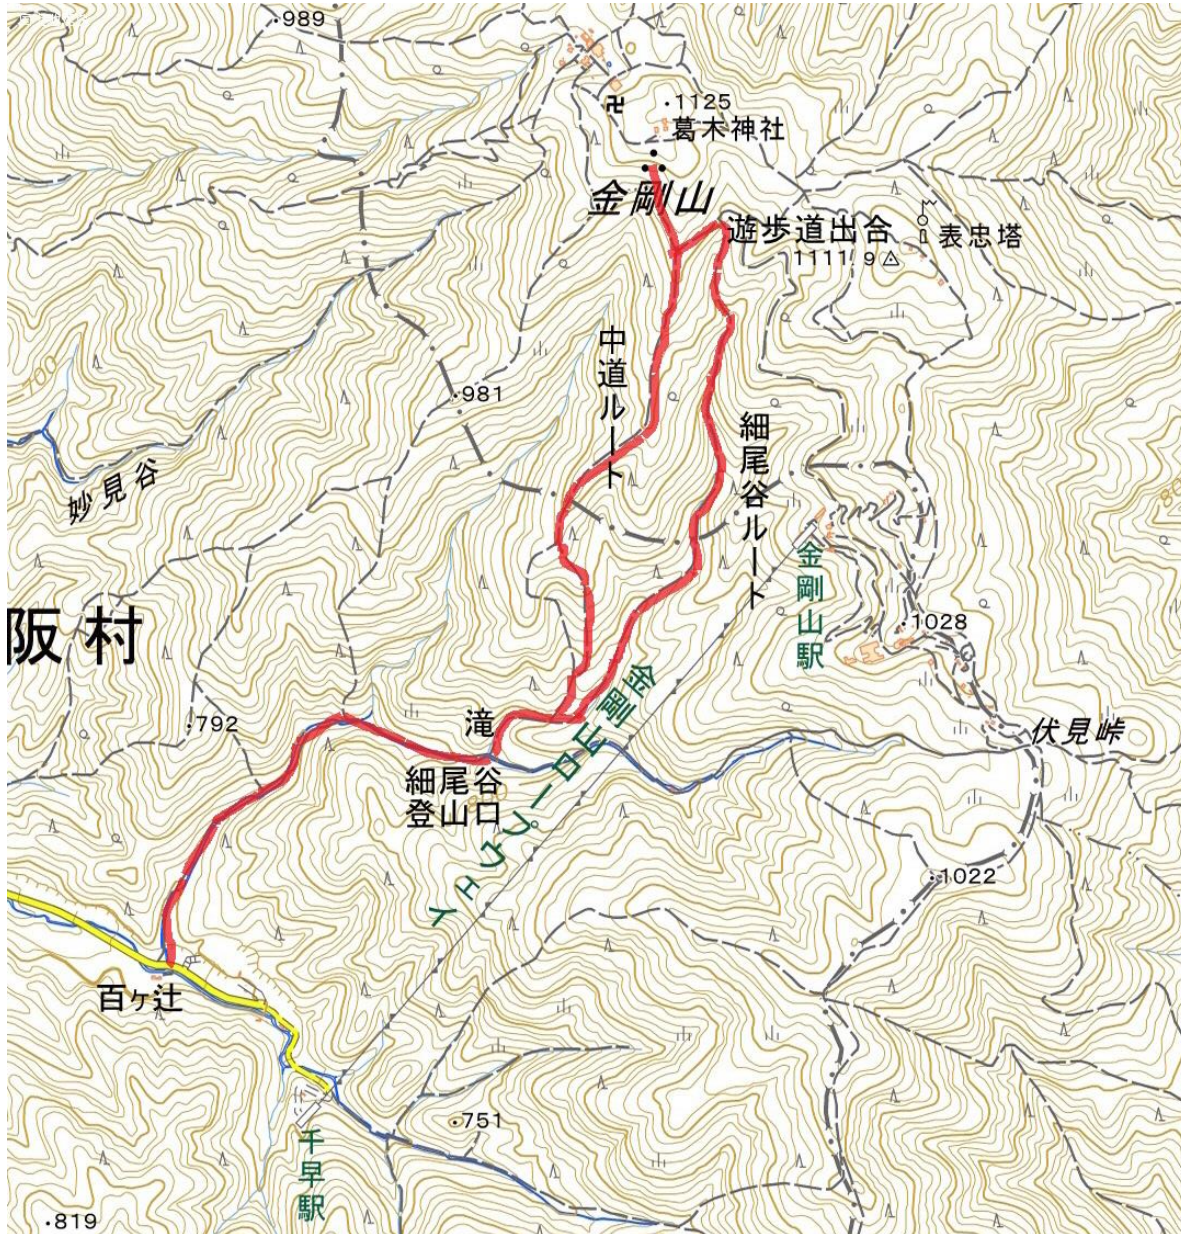 989
1125
葛木神社
金剛山
遊歩道出合
1111.9
表忠塔
中道ルート
700
981
細尾谷ルート
妙見谷
金剛山駅
阪村
1028
金剛山ロープウェイ
792
滝
伏見峠
細尾谷
登山口
1022
百ヶ辻
751
千早駅
819